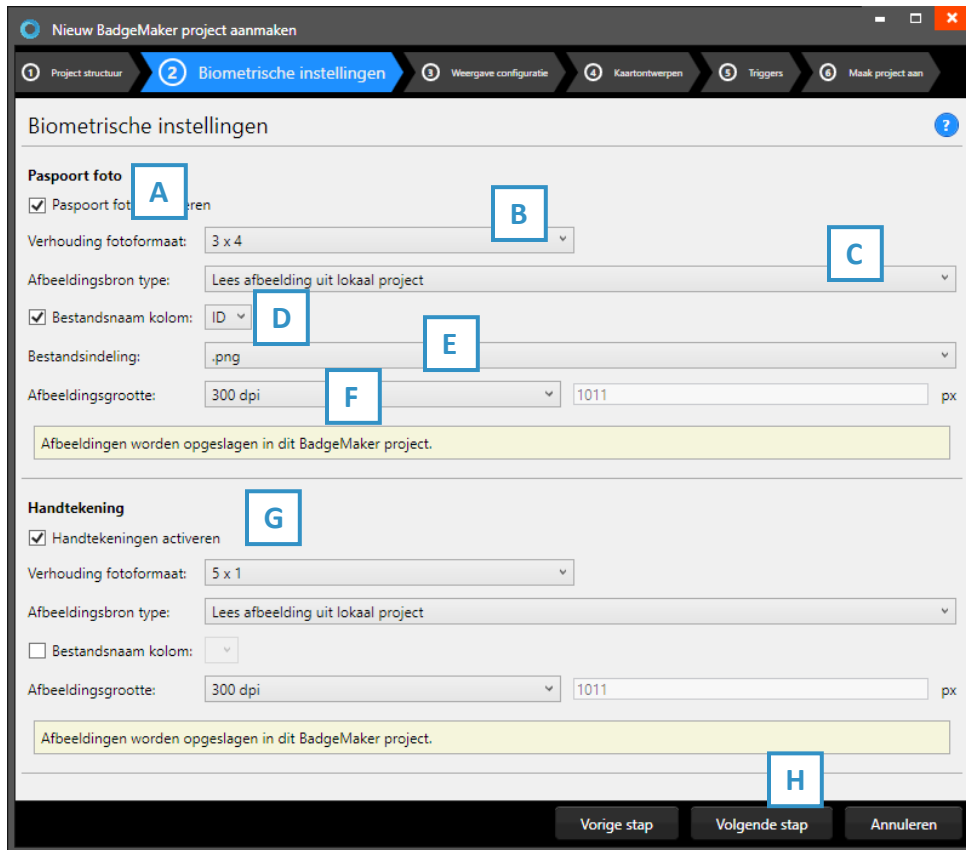 Nieuw BadgeMaker project aanmaken
1 Project structuur 2 Biometrische instellingen 3 Weergave configuratie 4 Kaartontwerpen 5 Triggers 6 Maak project aan
Biometrische instellingen ?
Paspoort foto
A
Paspoort fot eren
B
Verhouding fotoformaat: 3 x 4
C
Afbeeldingsbron type: Lees afbeelding uit lokaal project
Bestandsnaam kolom: ID D
E
Bestandsindeling: .png
Afbeeldingsgrootte: 300 dpi F 1011 px
Afbeeldingen worden opgeslagen in dit BadgeMaker project.
Handtekening
G
Handtekeningen activeren
Verhouding fotoformaat: 5 x 1
Afbeeldingsbron type: Lees afbeelding uit lokaal project
Bestandsnaam kolom:
Afbeeldingsgrootte: 300 dpi 1011 px
Afbeeldingen worden opgeslagen in dit BadgeMaker project.
H
Vorige stap Volgende stap Annuleren